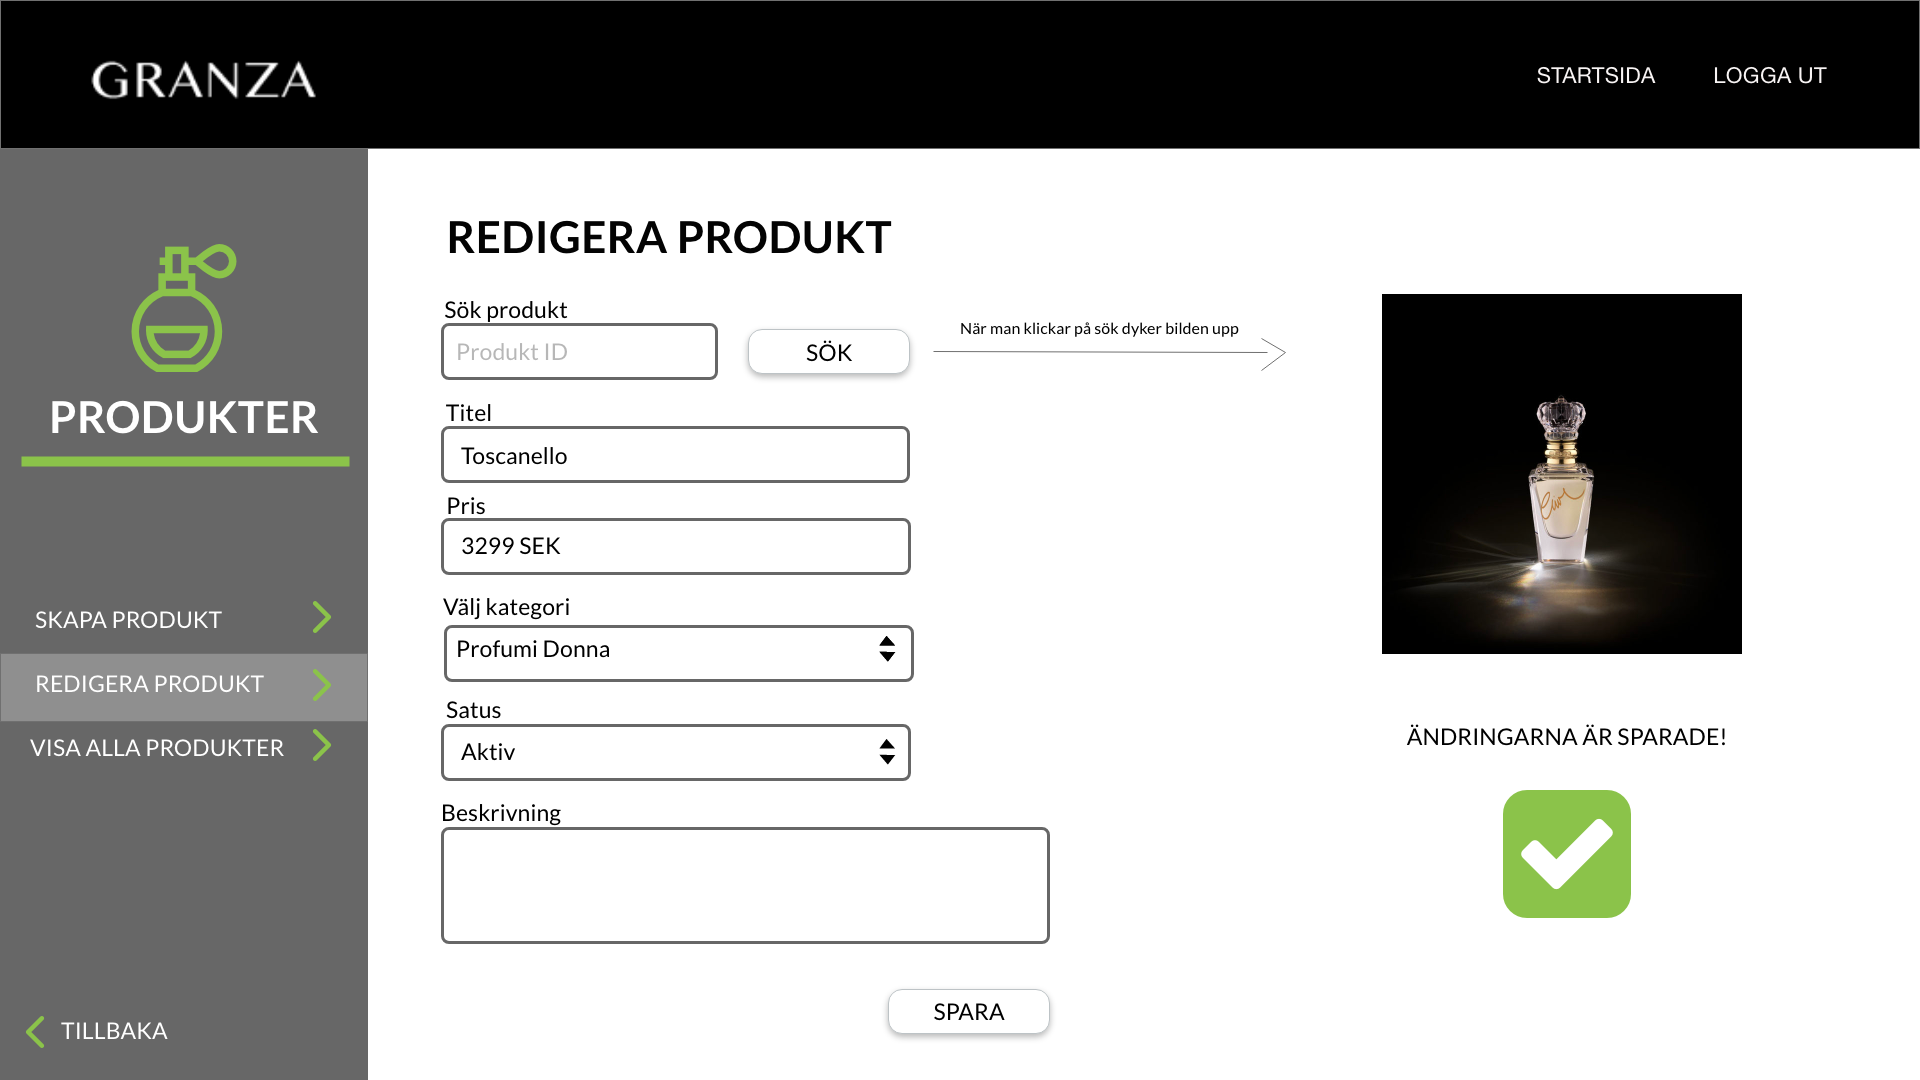 GRANZA
STARTSIDA
LOGGA UT
PRODUKTER
SKAPA PRODUKT
REDIGERA PRODUKT
VISA ALLA PRODUKTER
TILLBAKA
REDIGERA PRODUKT
Sök produkt
Produkt ID
SÖK
När man klickar på sök dyker bilden upp
Titel
Toscanello
Pris
3299 SEK
Välj kategori
Profumi Donna
Satus
Aktiv
Beskrivning
SPARA
ÄNDRINGARNA ÄR SPARADE!